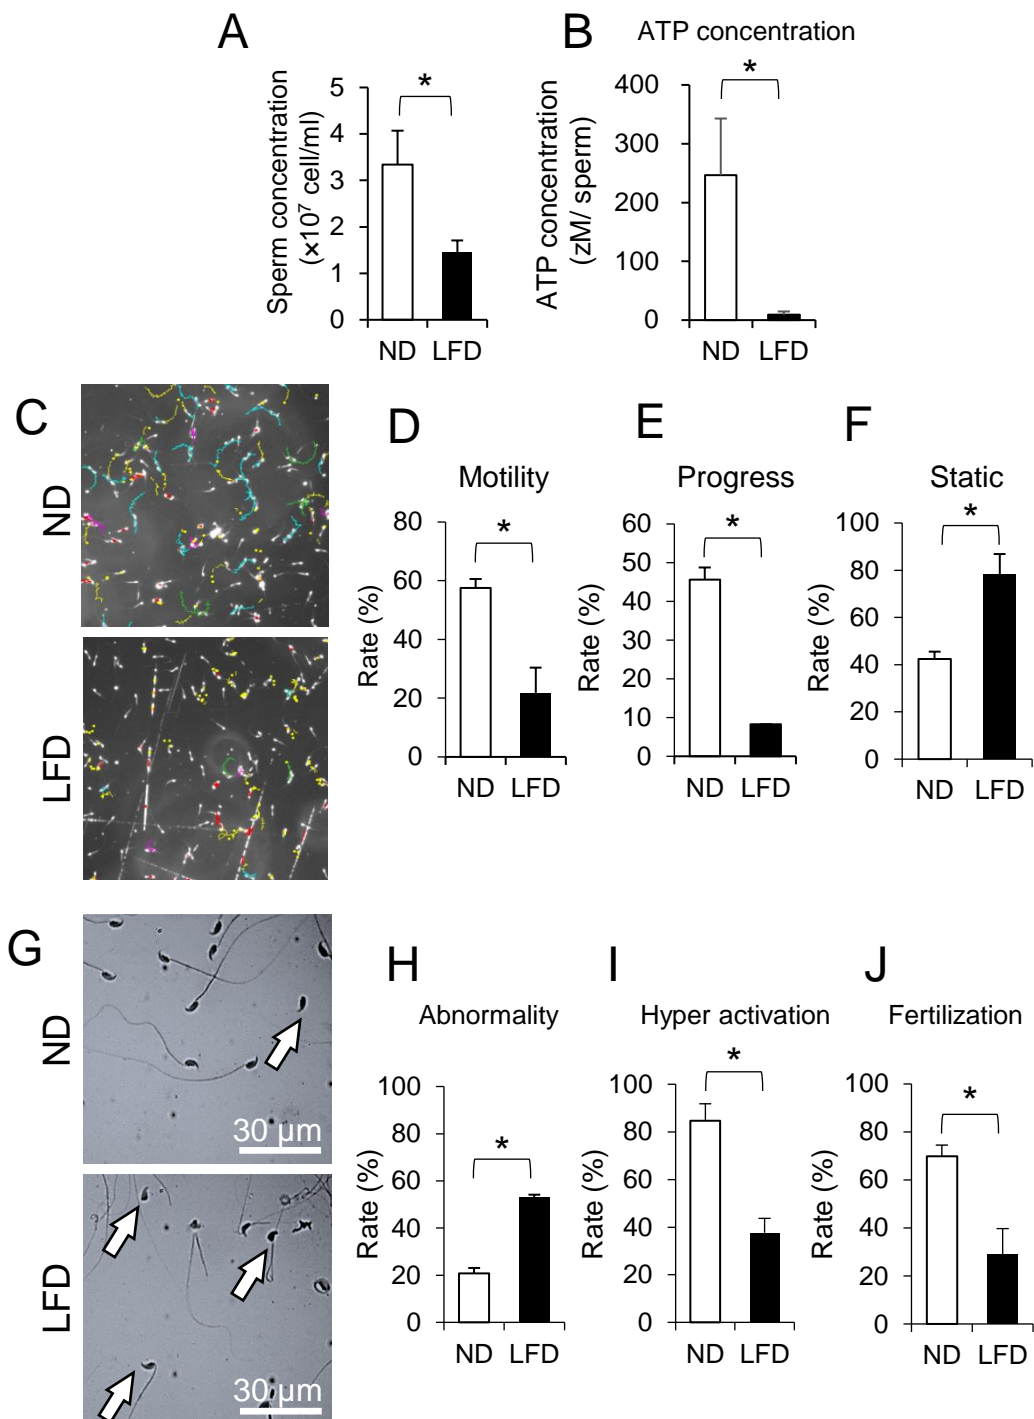 A
Sperm concentration
(×10⁷ cell/ml)
5
4
3
2
1
0
*
ND LFD
B
ATP concentration
ATP concentration
(zM/ sperm)
400
300
200
100
0
*
ND LFD
C
ND
LFD
D
Motility
Rate (%)
80
60
40
20
0
*
ND LFD
E
Progress
Rate (%)
60
50
40
30
20
10
0
*
ND LFD
F
Static
Rate (%)
100
80
60
40
20
0
*
ND LFD
G
ND
30 μm
LFD
30 μm
H
Abnormality
Rate (%)
100
80
60
40
20
0
*
ND LFD
I
Hyper activation
Rate (%)
100
80
60
40
20
0
*
ND LFD
J
Fertilization
Rate (%)
100
80
60
40
20
0
*
ND LFD